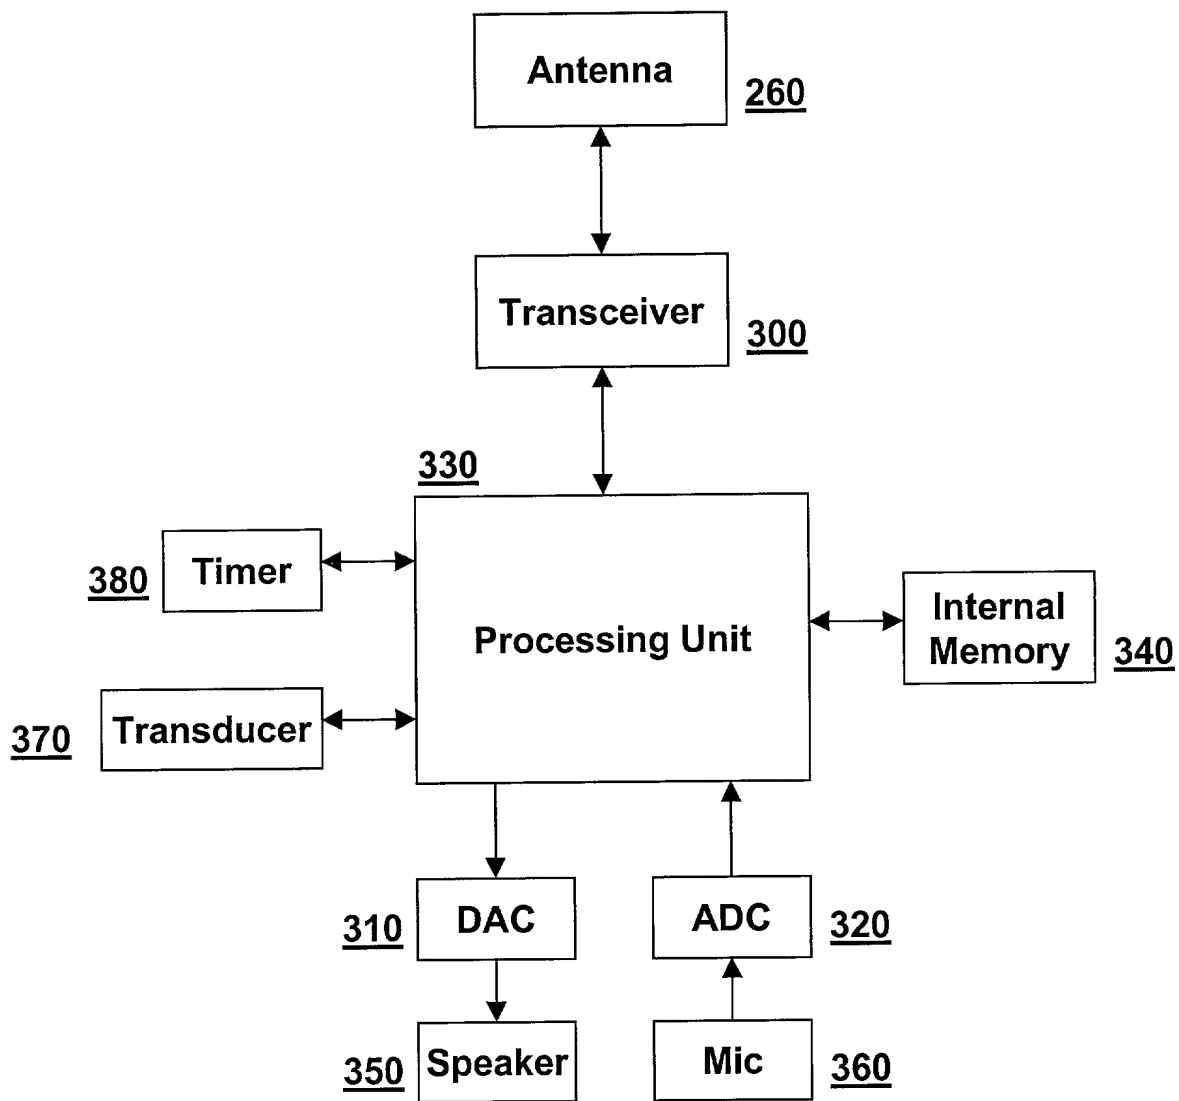 Antenna
260
Transceiver
300
330
Timer
380
Processing Unit
Internal
Memory
340
Transducer
370
DAC
310
ADC
320
Speaker
350
Mic
360